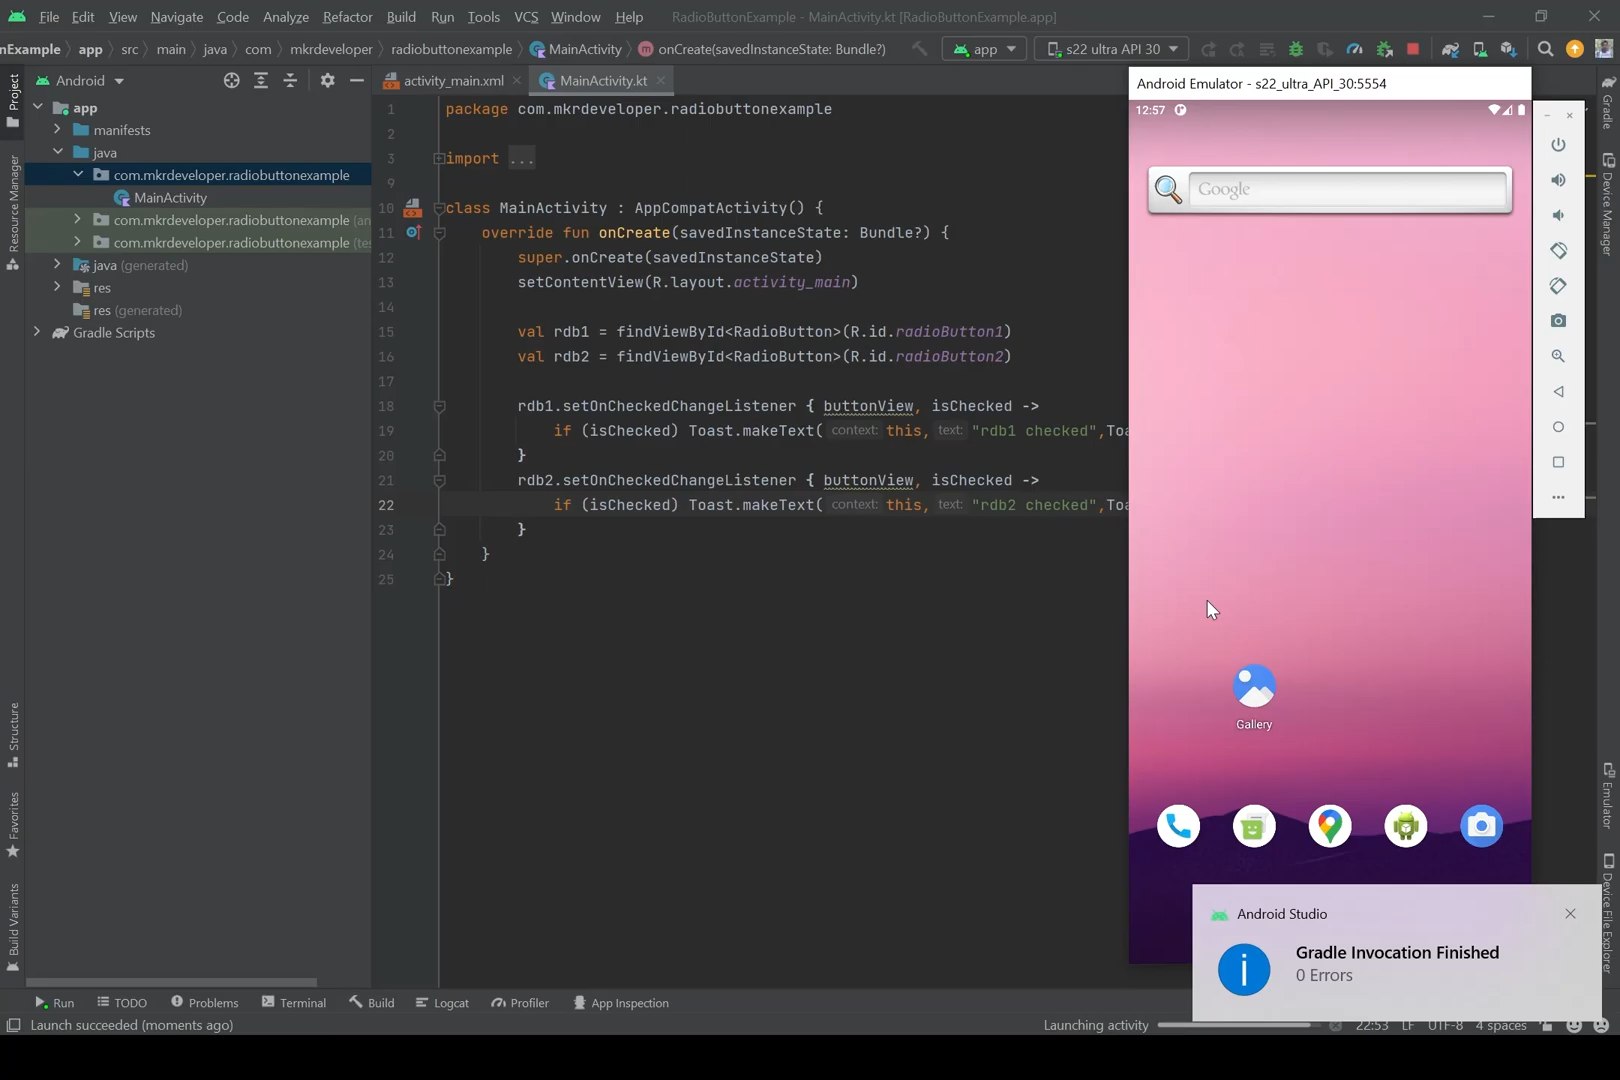 File Edit View Navigate Code Analyze Refactor Build Run Tools VCS Window Help RadioButtonExample - MainActivity.kt [RadioButtonExample.app]
nExample app src main java com mkrdeveloper radiobuttonexample MainActivity onCreate(savedInstanceState: Bundle?) app s22 ultra API 30
Project
Android
activity_main.xml
MainActivity.kt
app
manifests
java
com.mkrdeveloper.radiobuttonexample
MainActivity
com.mkrdeveloper.radiobuttonexample (an
com.mkrdeveloper.radiobuttonexample (tes
java (generated)
res
res (generated)
Gradle Scripts
Resource Manager
Structure
Favorites
Build Variants
1 package com.mkrdeveloper.radiobuttonexample
2
3 import ...
9
10 class MainActivity : AppCompatActivity() {
11 override fun onCreate(savedInstanceState: Bundle?) {
12 super.onCreate(savedInstanceState)
13 setContentView(R.layout.activity_main)
14
15 val rdb1 = findViewById<RadioButton>(R.id.radioButton1)
16 val rdb2 = findViewById<RadioButton>(R.id.radioButton2)
17
18 rdb1.setOnCheckedChangeListener { buttonView, isChecked ->
19 if (isChecked) Toast.makeText( context: this, text: "rdb1 checked",Toa
20 }
21 rdb2.setOnCheckedChangeListener { buttonView, isChecked ->
22 if (isChecked) Toast.makeText( context: this, text: "rdb2 checked",Toa
23 }
24 }
25 }
Android Emulator - s22_ultra_API_30:5554
12:57
Google
Gallery
Gradle
Device Manager
Emulator
Device File Explorer
Android Studio
Gradle Invocation Finished
0 Errors
Run TODO Problems Terminal Build Logcat Profiler App Inspection
Launch succeeded (moments ago)
Launching activity
22:53 LF UTF-8 4 spaces